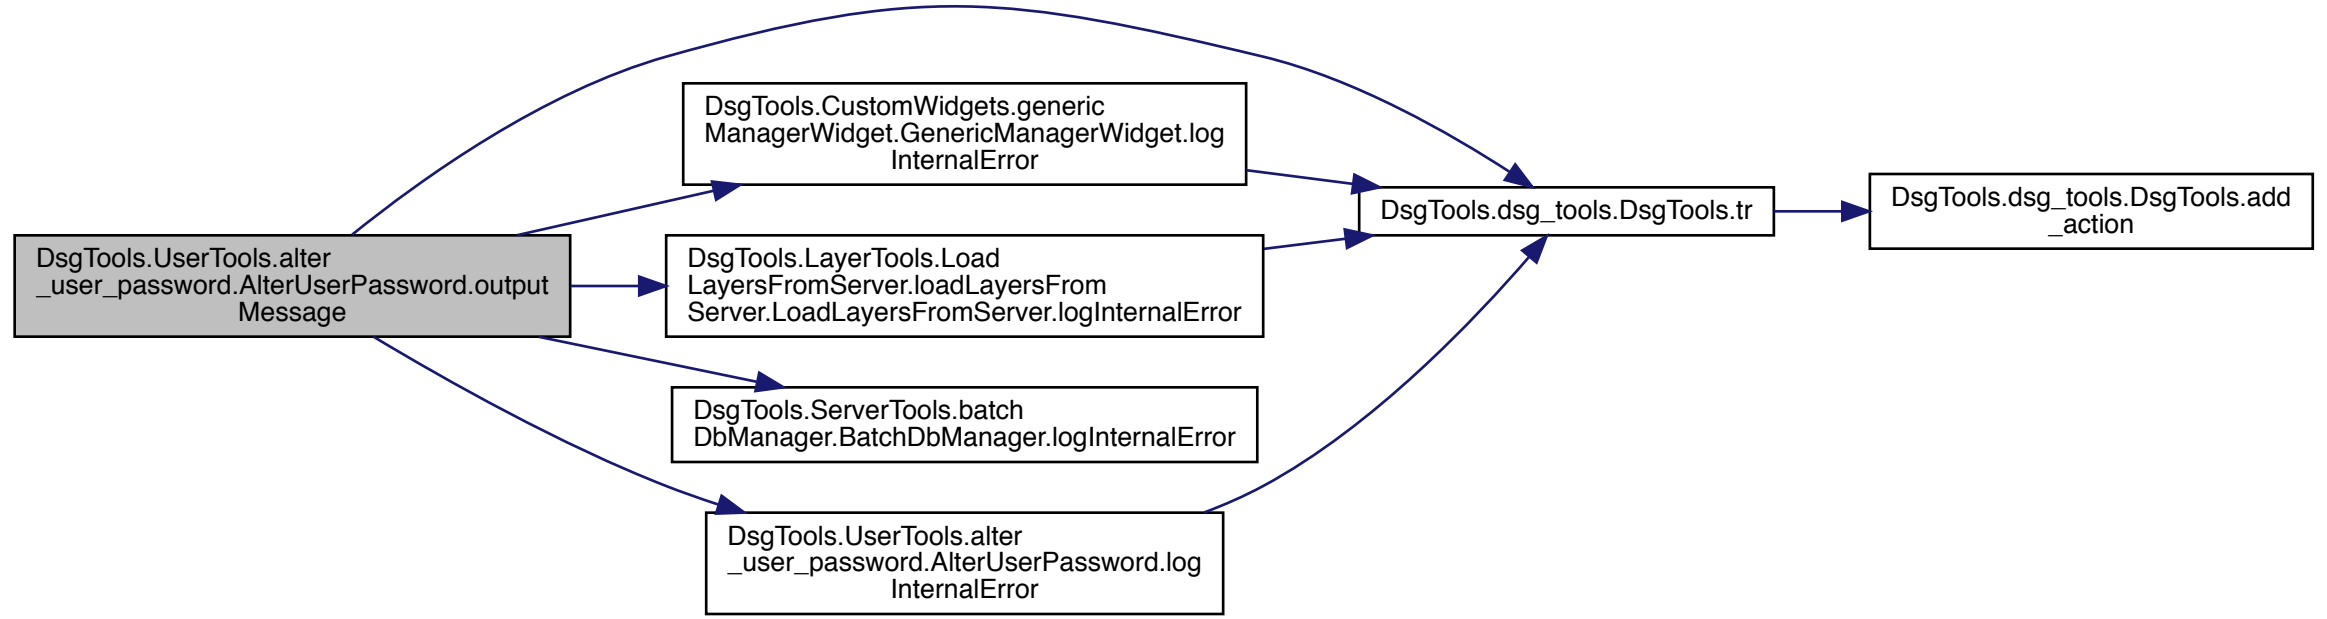 DsgTools.UserTools.alter
_user_password.AlterUserPassword.output
Message
DsgTools.CustomWidgets.generic
ManagerWidget.GenericManagerWidget.log
InternalError
DsgTools.LayerTools.Load
LayersFromServer.loadLayersFrom
Server.LoadLayersFromServer.logInternalError
DsgTools.ServerTools.batch
DbManager.BatchDbManager.logInternalError
DsgTools.UserTools.alter
_user_password.AlterUserPassword.log
InternalError
DsgTools.dsg_tools.DsgTools.tr
DsgTools.dsg_tools.DsgTools.add
_action